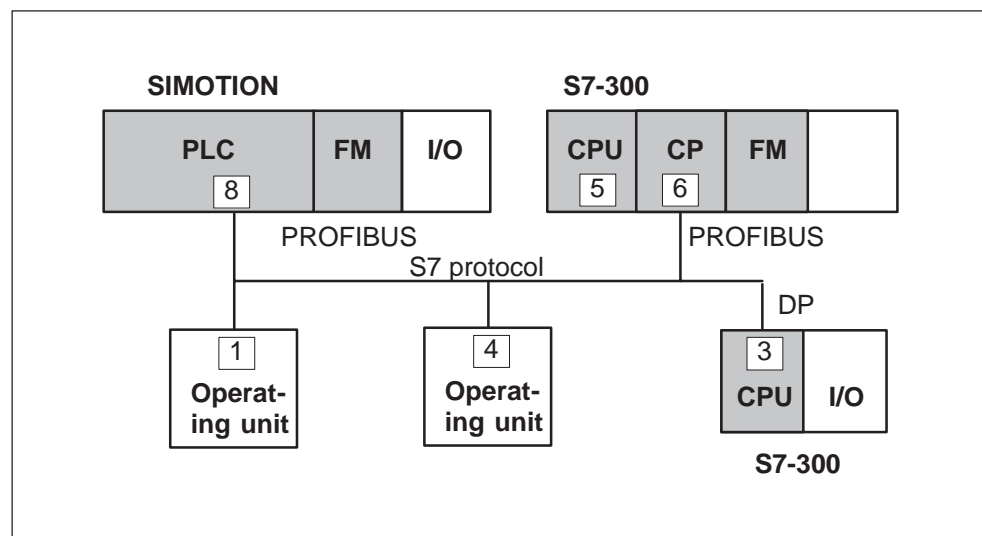 SIMOTION
S7-300
PLC
FM
I/O
CPU
CP
FM
8
5
6
PROFIBUS
PROFIBUS
S7 protocol
DP
1
4
3
Operat-
ing unit
Operat-
ing unit
CPU
I/O
S7-300